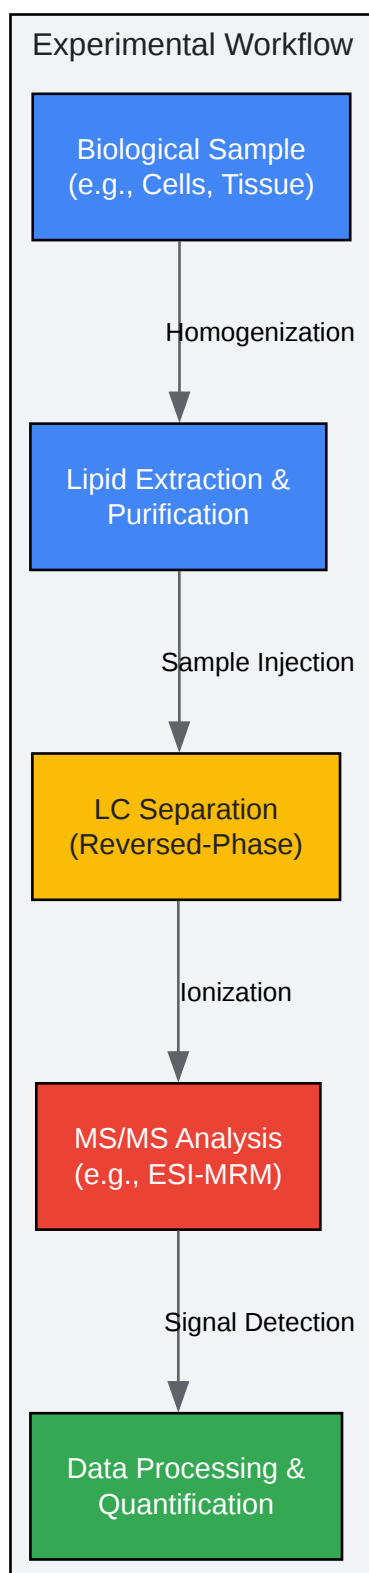 Experimental Workflow
Biological Sample
(e.g., Cells, Tissue)
Homogenization
Lipid Extraction &
Purification
Sample Injection
LC Separation
(Reversed-Phase)
Ionization
MS/MS Analysis
(e.g., ESI-MRM)
Signal Detection
Data Processing &
Quantification